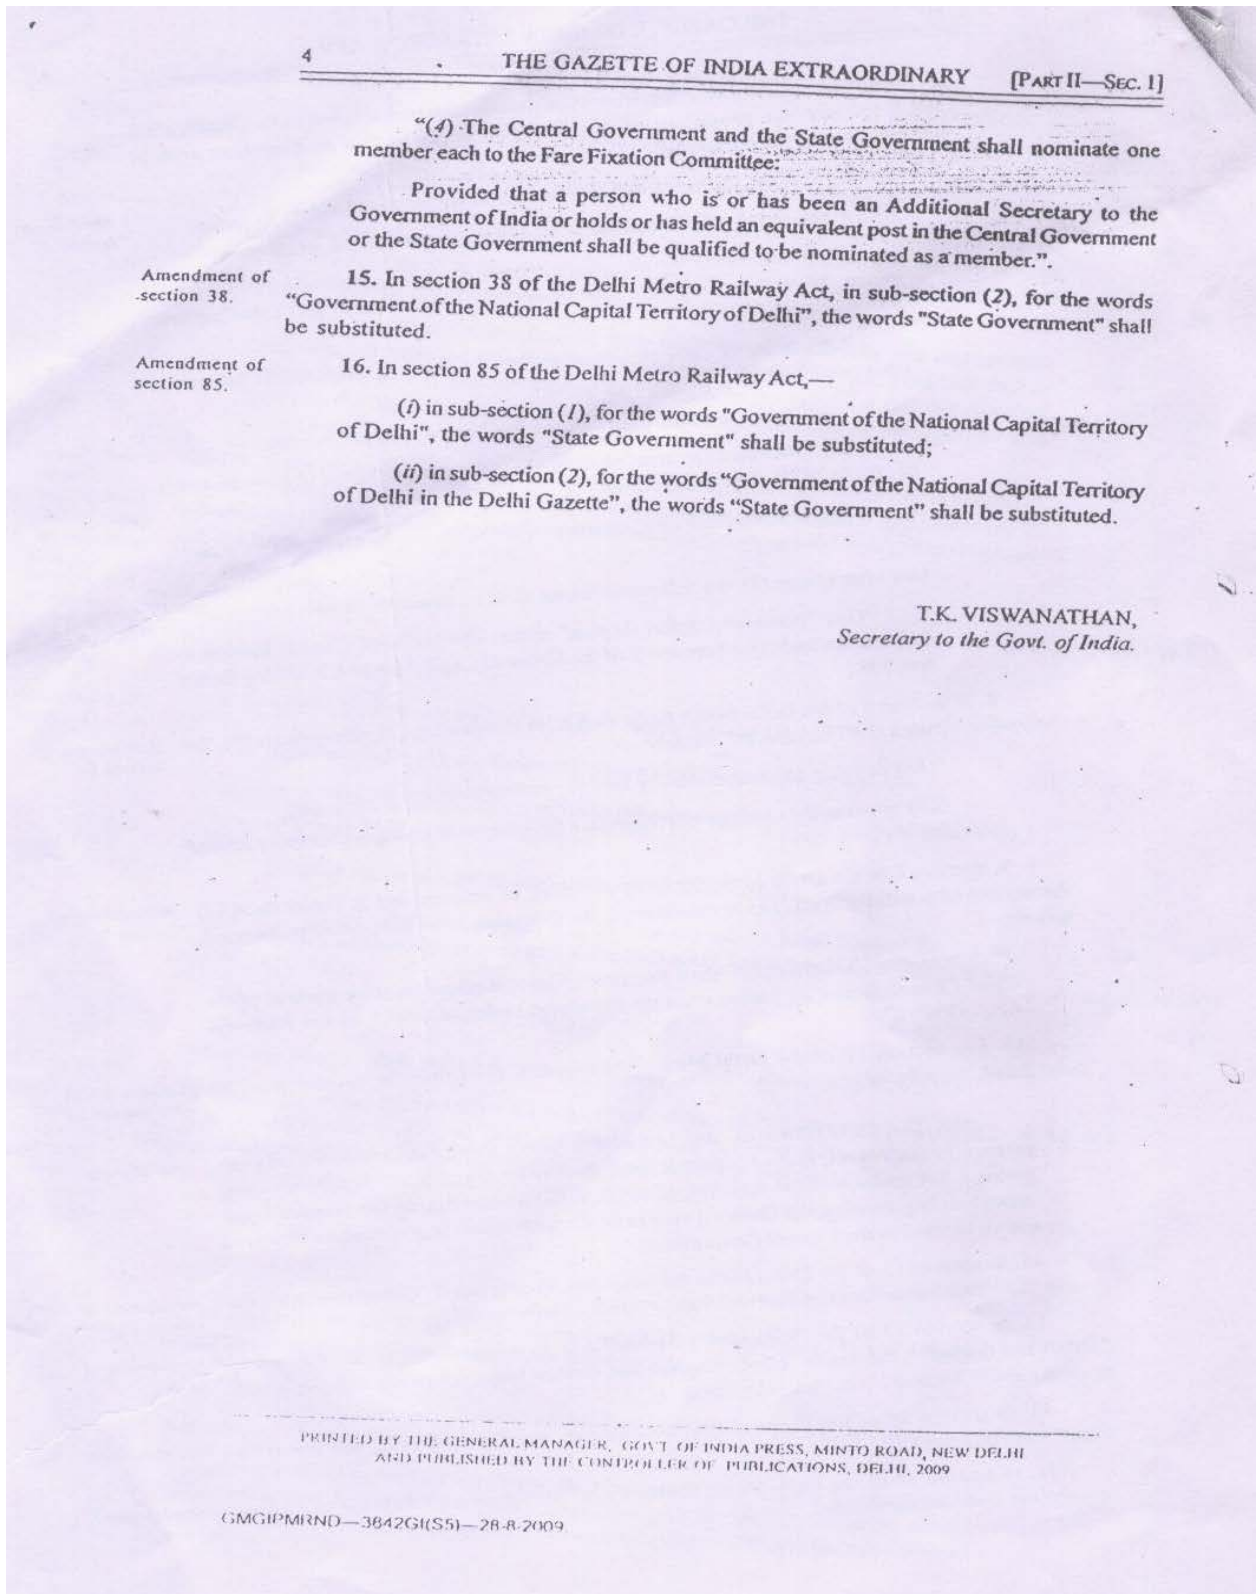 4 THE GAZETTE OF INDIA EXTRAORDINARY [PART II—SEC. 1]
“(4) The Central Government and the State Government shall nominate one
member each to the Fare Fixation Committee:
Provided that a person who is or has been an Additional Secretary to the
Government of India or holds or has held an equivalent post in the Central Government
or the State Government shall be qualified to be nominated as a member.”.
Amendment of
section 38.
15. In section 38 of the Delhi Metro Railway Act, in sub-section (2), for the words
“Government of the National Capital Territory of Delhi”, the words "State Government" shall
be substituted.
Amendment of
section 85.
16. In section 85 of the Delhi Metro Railway Act,—
(i) in sub-section (1), for the words "Government of the National Capital Territory
of Delhi", the words "State Government" shall be substituted;
(ii) in sub-section (2), for the words “Government of the National Capital Territory
of Delhi in the Delhi Gazette”, the words “State Government” shall be substituted.
T.K. VISWANATHAN,
Secretary to the Govt. of India.
PRINTED BY THE GENERAL MANAGER, GOVT OF INDIA PRESS, MINTO ROAD, NEW DELHI
AND PUBLISHED BY THE CONTROLLER OF PUBLICATIONS, DELHI, 2009
GMGIPMRND—3842GI(S5)—28-8-2009